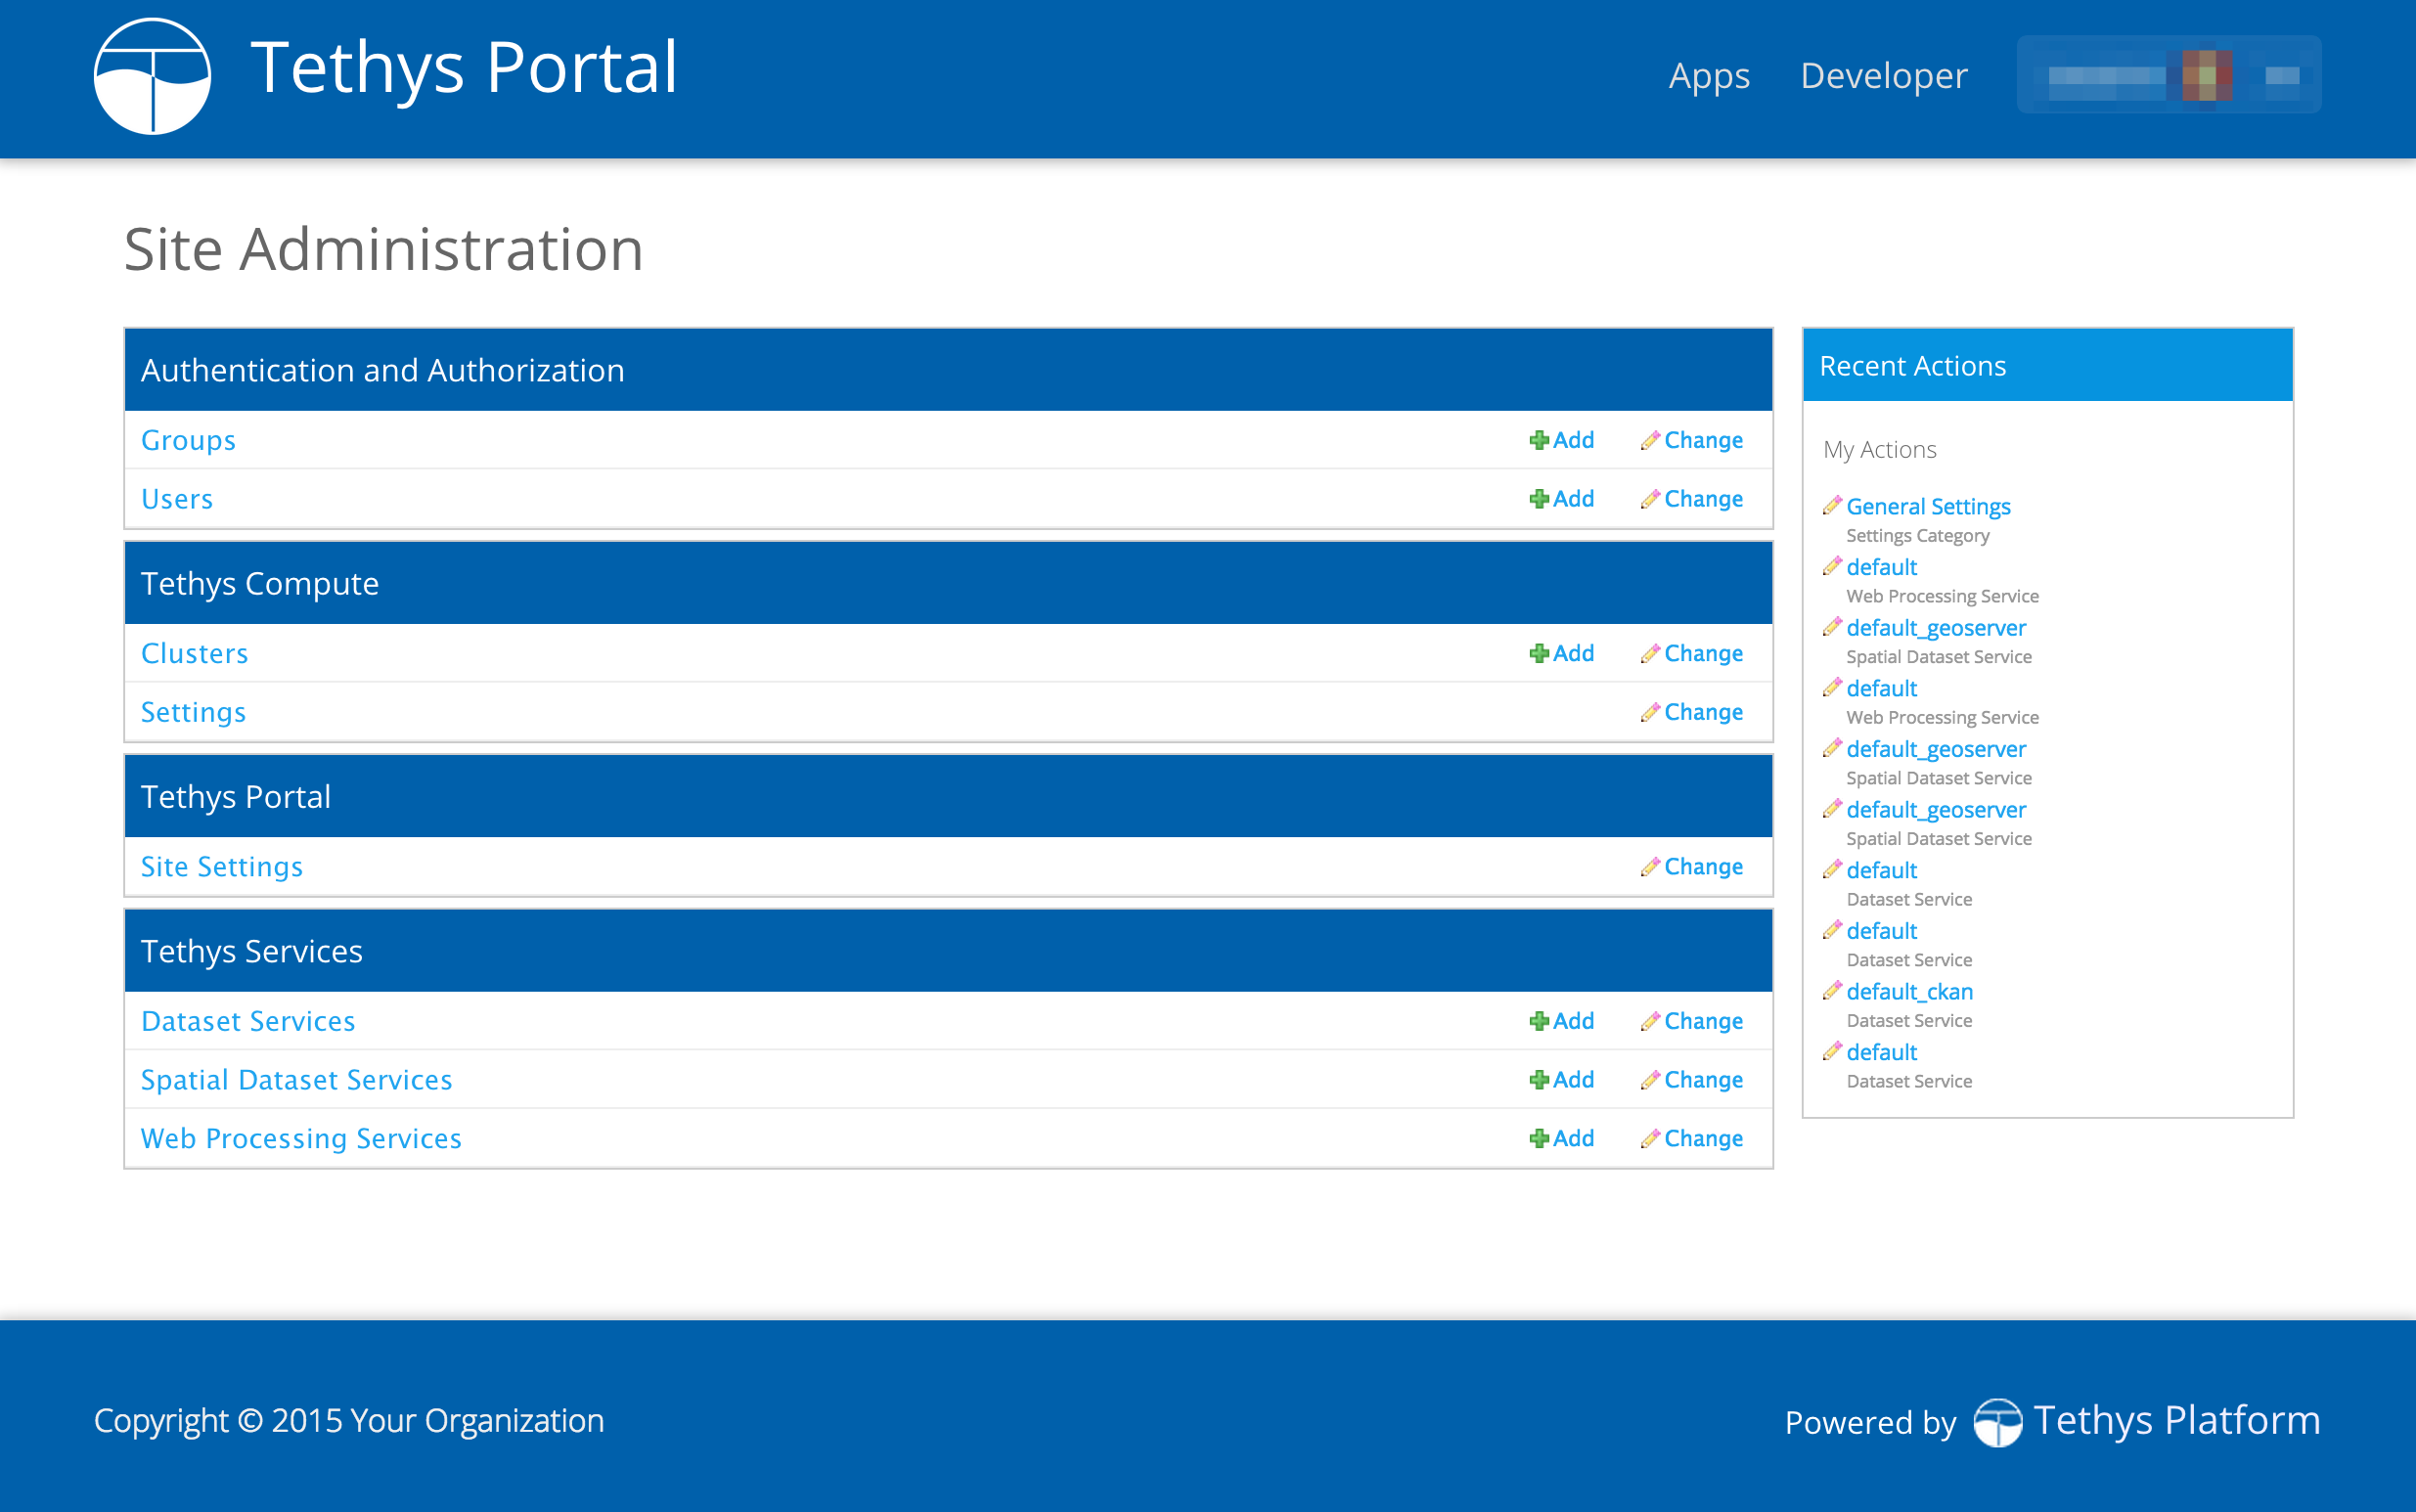 Tethys Portal
Apps Developer
Site Administration
Authentication and Authorization
Groups Add Change
Users Add Change
Tethys Compute
Clusters Add Change
Settings Change
Tethys Portal
Site Settings Change
Tethys Services
Dataset Services Add Change
Spatial Dataset Services Add Change
Web Processing Services Add Change
Recent Actions
My Actions
General Settings
Settings Category
default
Web Processing Service
default_geoserver
Spatial Dataset Service
default
Web Processing Service
default_geoserver
Spatial Dataset Service
default_geoserver
Spatial Dataset Service
default
Dataset Service
default
Dataset Service
default_ckan
Dataset Service
default
Dataset Service
Copyright © 2015 Your Organization
Powered by Tethys Platform